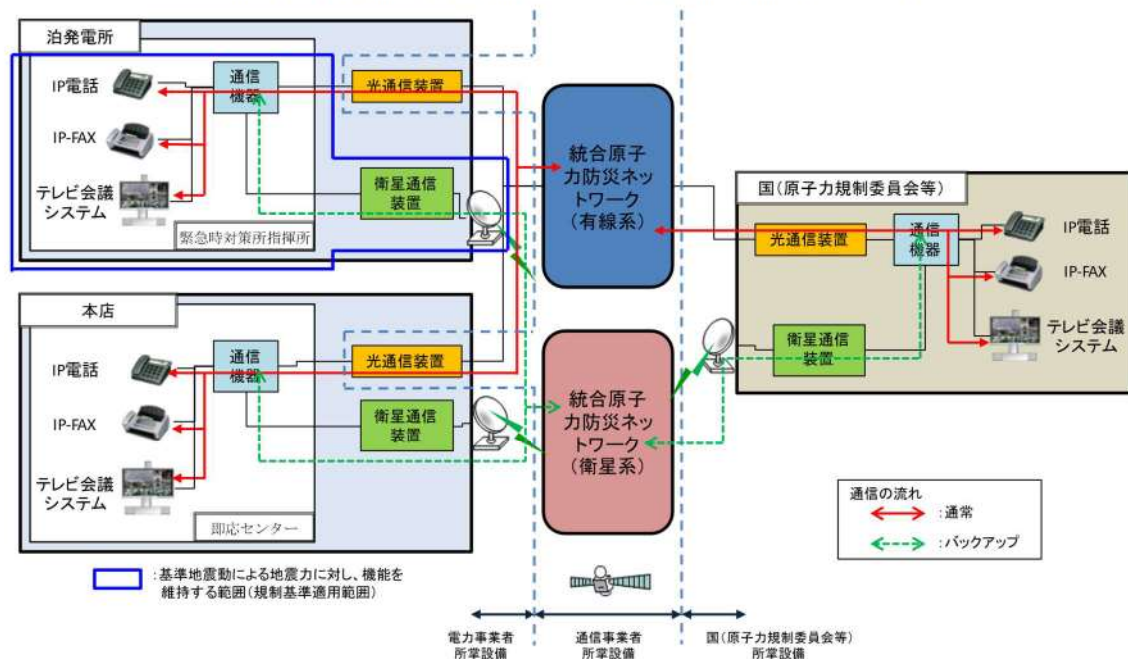 泊発電所
IP電話
通信
機器
光通信装置
IP-FAX
テレビ会議
システム
衛星通信
装置
緊急時対策所指揮所
統合原子
力防災ネッ
トワーク
(有線系)
国(原子力規制委員会等)
光通信装置
通信
機器
IP電話
IP-FAX
衛星通信
装置
テレビ会議
システム
本店
IP電話
通信
機器
光通信装置
IP-FAX
衛星通信
装置
テレビ会議
システム
即応センター
統合原子
力防災ネッ
トワーク
(衛星系)
通信の流れ
:通常
:バックアップ
:基準地震動による地震力に対し、機能を
維持する範囲(規制基準適用範囲)
電力事業者
所掌設備
通信事業者
所掌設備
国(原子力規制委員会等)
所掌設備